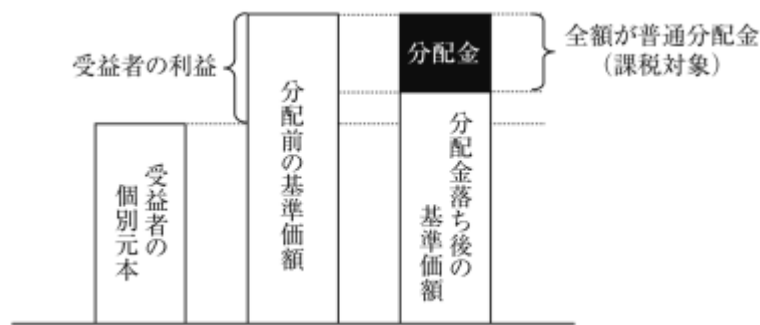 受益者の利益
受益者の
個別元本
分配前の基準価額
分配金
分配金落ち後の
基準価額
全額が普通分配金
（課税対象）